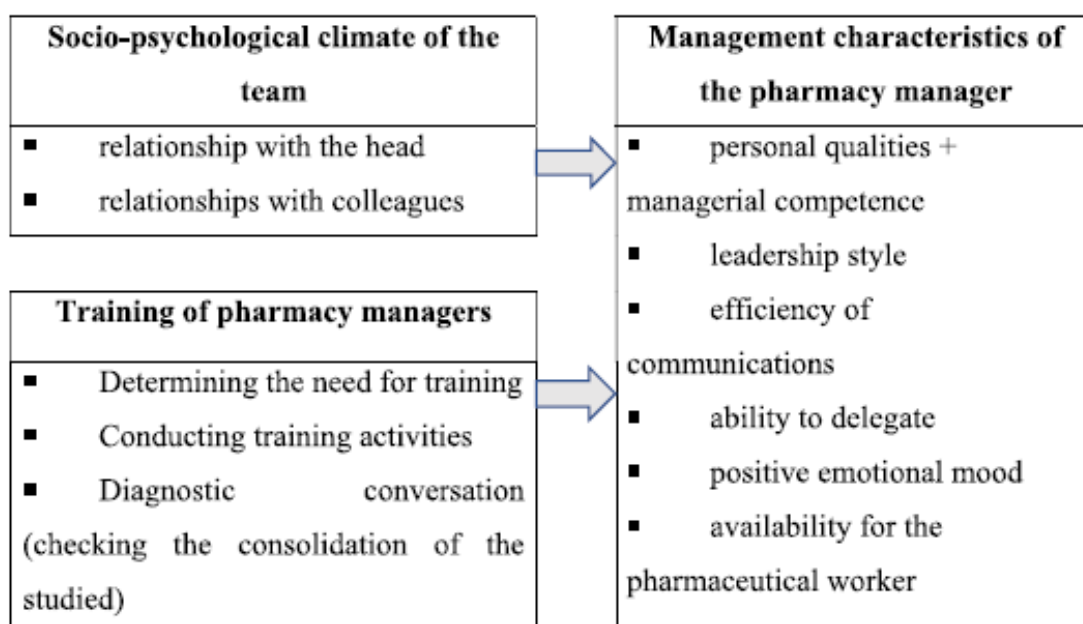 Socio-psychological climate of the
team
▪ relationship with the head
▪ relationships with colleagues
Training of pharmacy managers
▪ Determining the need for training
▪ Conducting training activities
▪ Diagnostic conversation
(checking the consolidation of the
studied)
Management characteristics of
the pharmacy manager
▪ personal qualities +
managerial competence
▪ leadership style
▪ efficiency of
communications
▪ ability to delegate
▪ positive emotional mood
▪ availability for the
pharmaceutical worker